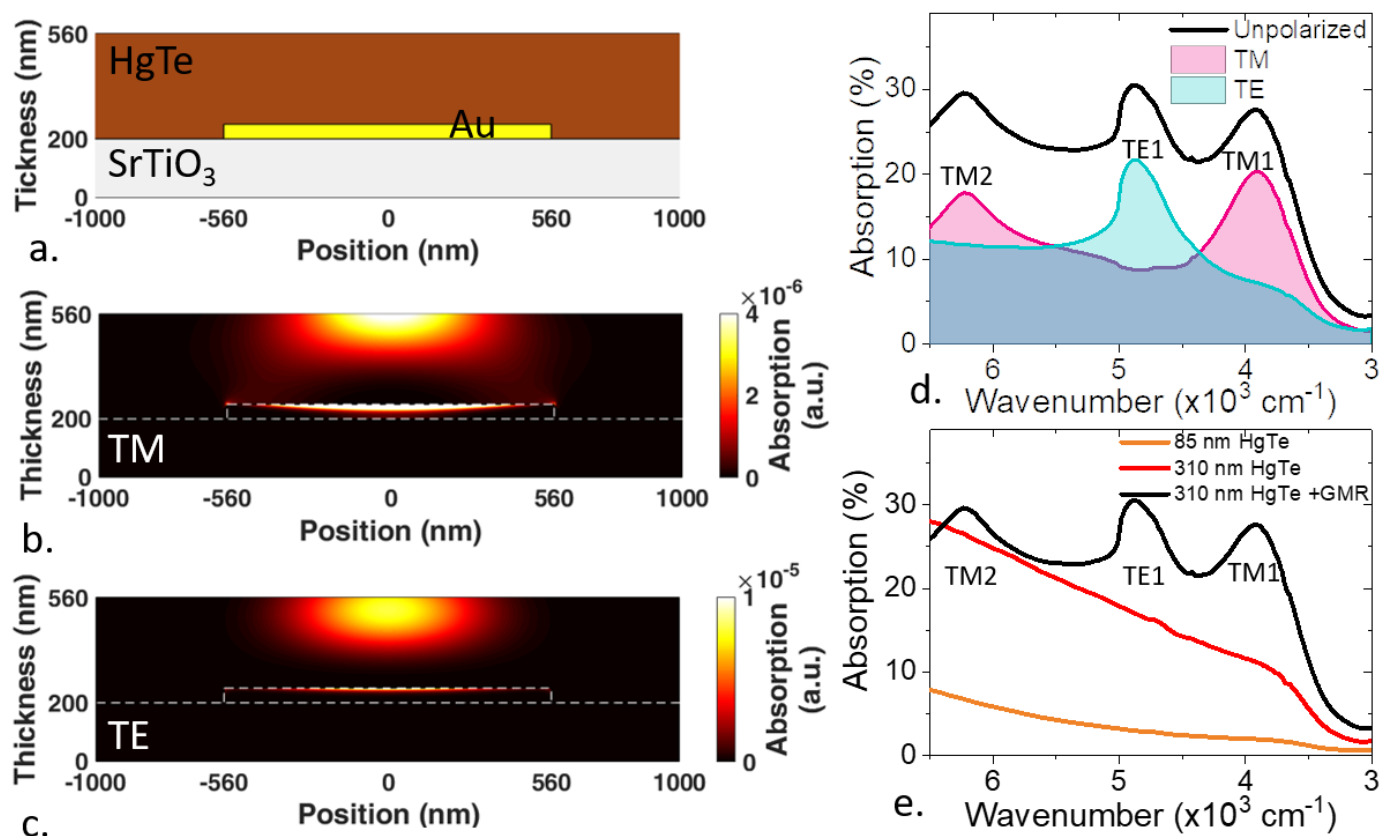 Tickness (nm)
560
200
0
HgTe
Au
SrTiO3
-1000 -560 0 560 1000
Position (nm)
a.
Thickness (nm)
560
200
0
TM
-1000 -560 0 560 1000
Position (nm)
×10-6
4
2
0
Absorption
(a.u.)
b.
Thickness (nm)
560
200
0
TE
-1000 -560 0 560 1000
Position (nm)
×10-5
1
0
Absorption
(a.u.)
c.
Absorption (%)
30
20
10
0
Unpolarized
TM
TE
TM2
TE1
TM1
6 5 4 3
Wavenumber (x103 cm-1)
d.
Absorption (%)
30
20
10
0
85 nm HgTe
310 nm HgTe
310 nm HgTe +GMR
TM2
TE1
TM1
6 5 4 3
Wavenumber (x103 cm-1)
e.